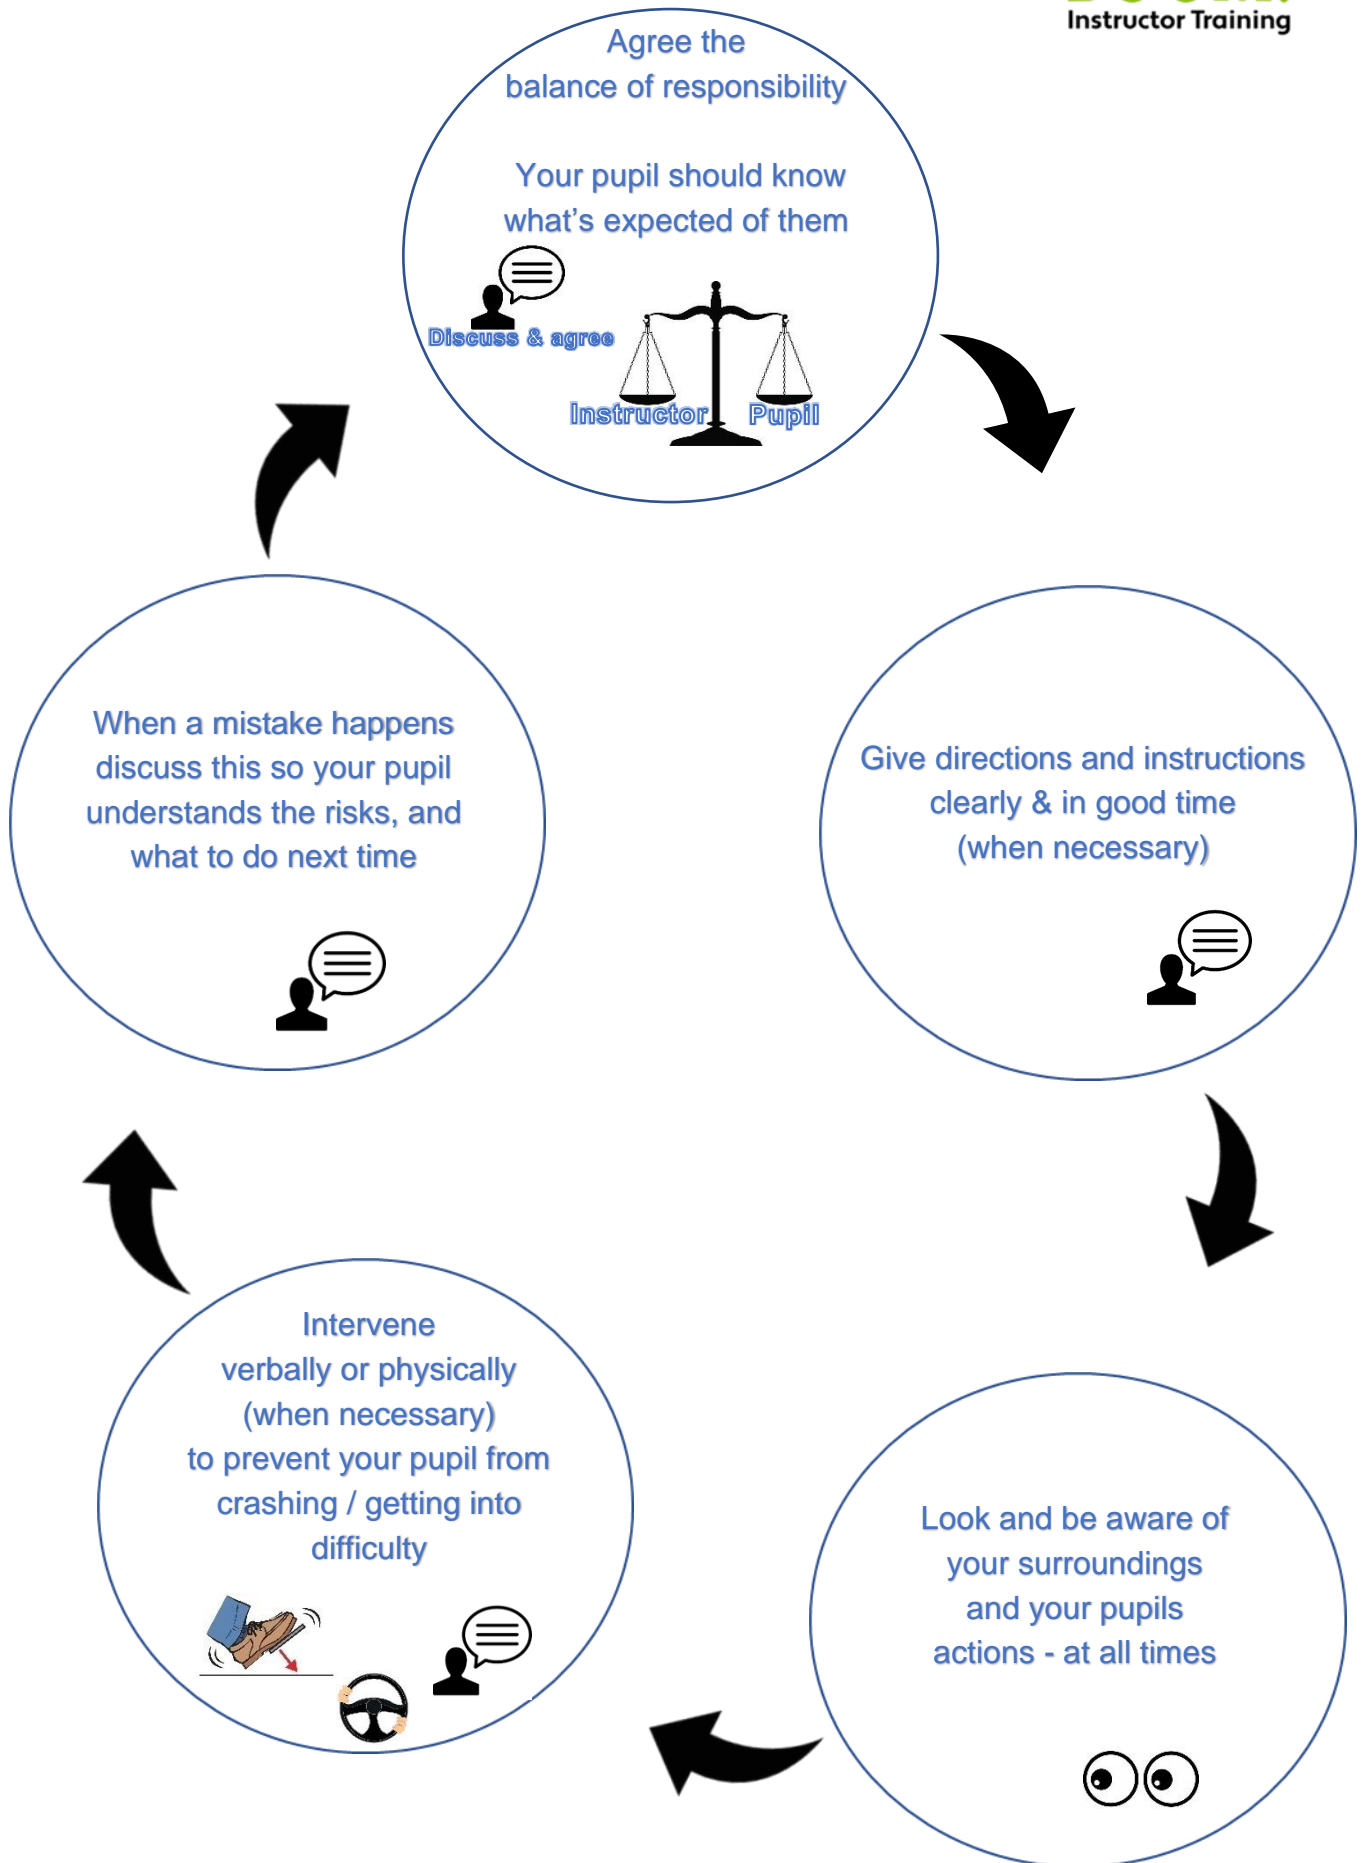 Instructor Training
Agree the
balance of responsibility
Your pupil should know
what's expected of them
Discuss & agree
Instructor
Pupil
Give directions and instructions
clearly & in good time
(when necessary)
Look and be aware of
your surroundings
and your pupils
actions - at all times
Intervene
verbally or physically
(when necessary)
to prevent your pupil from
crashing / getting into
difficulty
When a mistake happens
discuss this so your pupil
understands the risks, and
what to do next time